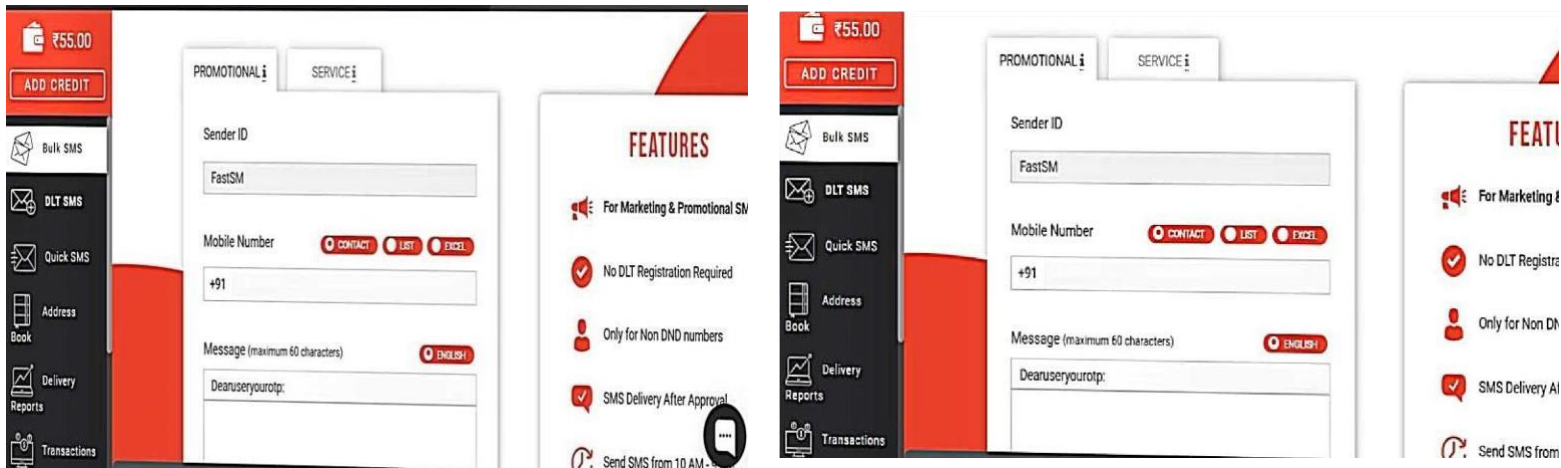 ₹55.00
ADD CREDIT
Bulk SMS
DLT SMS
Quick SMS
Address
Book
Delivery
Reports
Transactions
PROMOTIONAL i
SERVICE i
Sender ID
FastSM
Mobile Number
CONTACT LIST EXCEL
+91
Message (maximum 60 characters)
ENGLISH
Dearuseryourotp:
FEATURES
For Marketing & Promotional SM
No DLT Registration Required
Only for Non DND numbers
SMS Delivery After Approval
Send SMS from 10 AM -
₹55.00
ADD CREDIT
Bulk SMS
DLT SMS
Quick SMS
Address
Book
Delivery
Reports
Transactions
PROMOTIONAL i
SERVICE i
Sender ID
FastSM
Mobile Number
CONTACT LIST EXCEL
+91
Message (maximum 60 characters)
ENGLISH
Dearuseryourotp:
FEATU
For Marketing &
No DLT Registra
Only for Non DN
SMS Delivery Af
Send SMS from